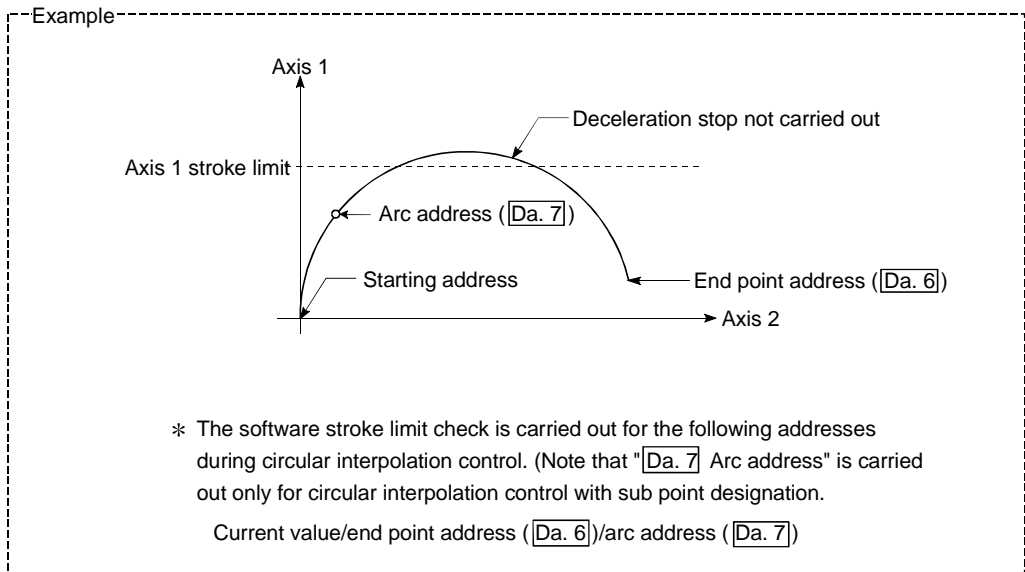 Example
Axis 1
Deceleration stop not carried out
Axis 1 stroke limit
Arc address ( Da. 7 )
Starting address
End point address ( Da. 6 )
Axis 2
* The software stroke limit check is carried out for the following addresses
during circular interpolation control. (Note that " Da. 7 Arc address" is carried
out only for circular interpolation control with sub point designation.
Current value/end point address ( Da. 6 )/arc address ( Da. 7 )